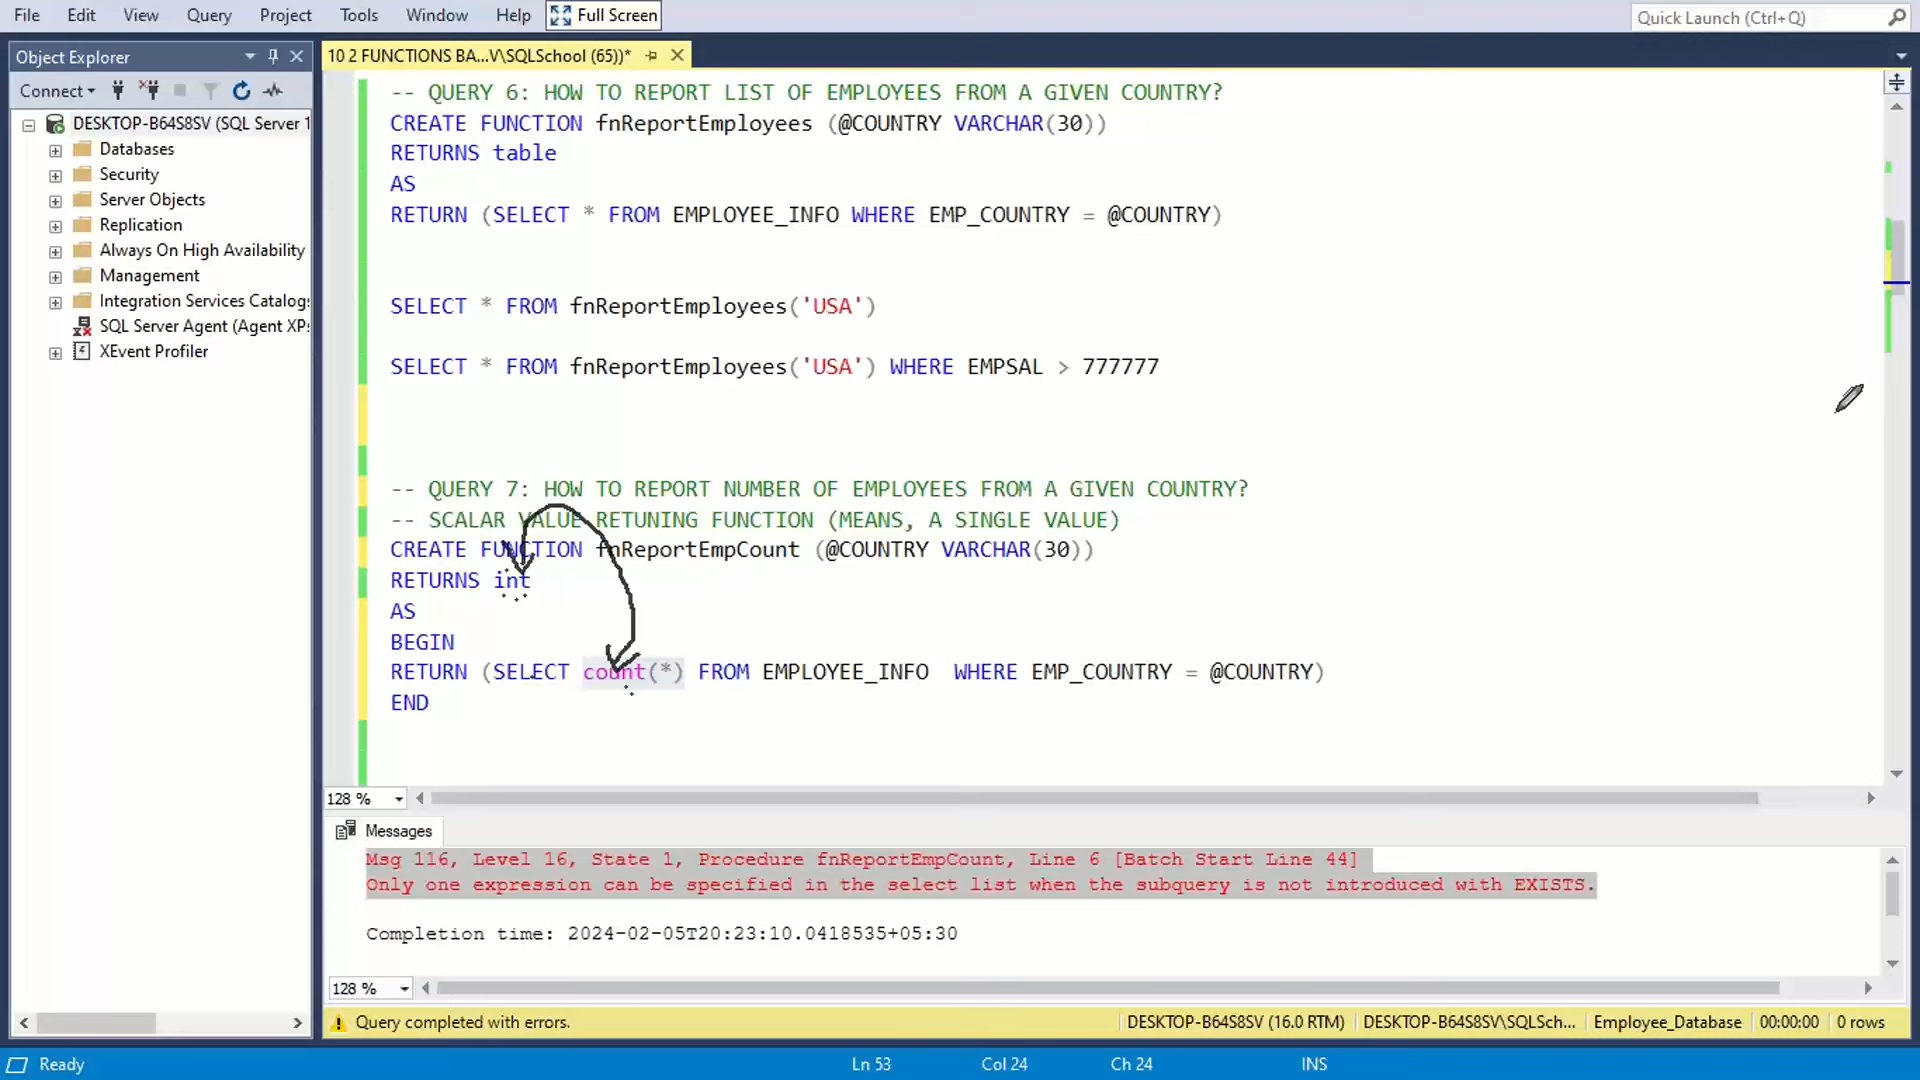 File Edit View Query Project Tools Window Help Full Screen
Quick Launch (Ctrl+Q)
Object Explorer
10 2 FUNCTIONS BA...V\SQLSchool (65))*
Connect
DESKTOP-B64S8SV (SQL Server 1
Databases
Security
Server Objects
Replication
Always On High Availability
Management
Integration Services Catalogs
SQL Server Agent (Agent XPs
XEvent Profiler
-- QUERY 6: HOW TO REPORT LIST OF EMPLOYEES FROM A GIVEN COUNTRY?
CREATE FUNCTION fnReportEmployees (@COUNTRY VARCHAR(30))
RETURNS table
AS
RETURN (SELECT * FROM EMPLOYEE_INFO WHERE EMP_COUNTRY = @COUNTRY)
SELECT * FROM fnReportEmployees('USA')
SELECT * FROM fnReportEmployees('USA') WHERE EMPSAL > 777777
-- QUERY 7: HOW TO REPORT NUMBER OF EMPLOYEES FROM A GIVEN COUNTRY?
-- SCALAR VALUE RETUNING FUNCTION (MEANS, A SINGLE VALUE)
CREATE FUNCTION fnReportEmpCount (@COUNTRY VARCHAR(30))
RETURNS int
AS
BEGIN
RETURN (SELECT count(*) FROM EMPLOYEE_INFO WHERE EMP_COUNTRY = @COUNTRY)
END
128 %
Messages
Msg 116, Level 16, State 1, Procedure fnReportEmpCount, Line 6 [Batch Start Line 44]
Only one expression can be specified in the select list when the subquery is not introduced with EXISTS.
Completion time: 2024-02-05T20:23:10.0418535+05:30
128 %
Query completed with errors.
DESKTOP-B64S8SV (16.0 RTM) DESKTOP-B64S8SV\SQLSch... Employee_Database 00:00:00 0 rows
Ready Ln 53 Col 24 Ch 24 INS